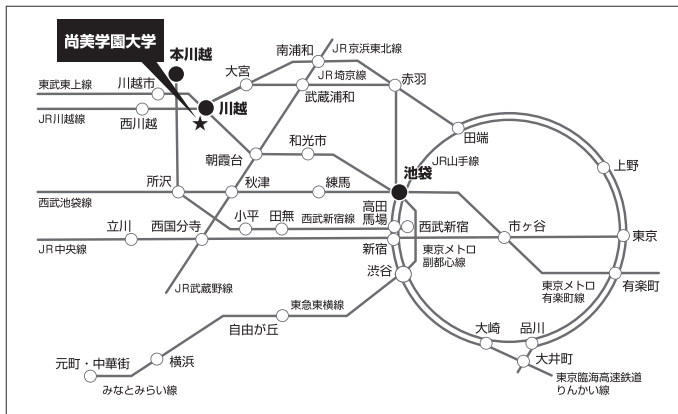 尚美学園大学
本川越
南浦和
JR京浜東北線
大宮
JR埼京線
赤羽
東武東上線
川越市
川越
武蔵浦和
JR川越線
西川越
★
田端
朝霞台
和光市
JR山手線
池袋
上野
所沢
秋津
練馬
西武池袋線
高田
馬場
小平
田無
西武新宿線
西武新宿
市ヶ谷
立川
西国分寺
新宿
東京
JR中央線
東京メトロ
副都心線
渋谷
東京メトロ
有楽町線
有楽町
JR武蔵野線
東急東横線
自由が丘
大崎
品川
大井町
元町・中華街
横浜
みなとみらい線
東京臨海高速鉄道
りんかい線